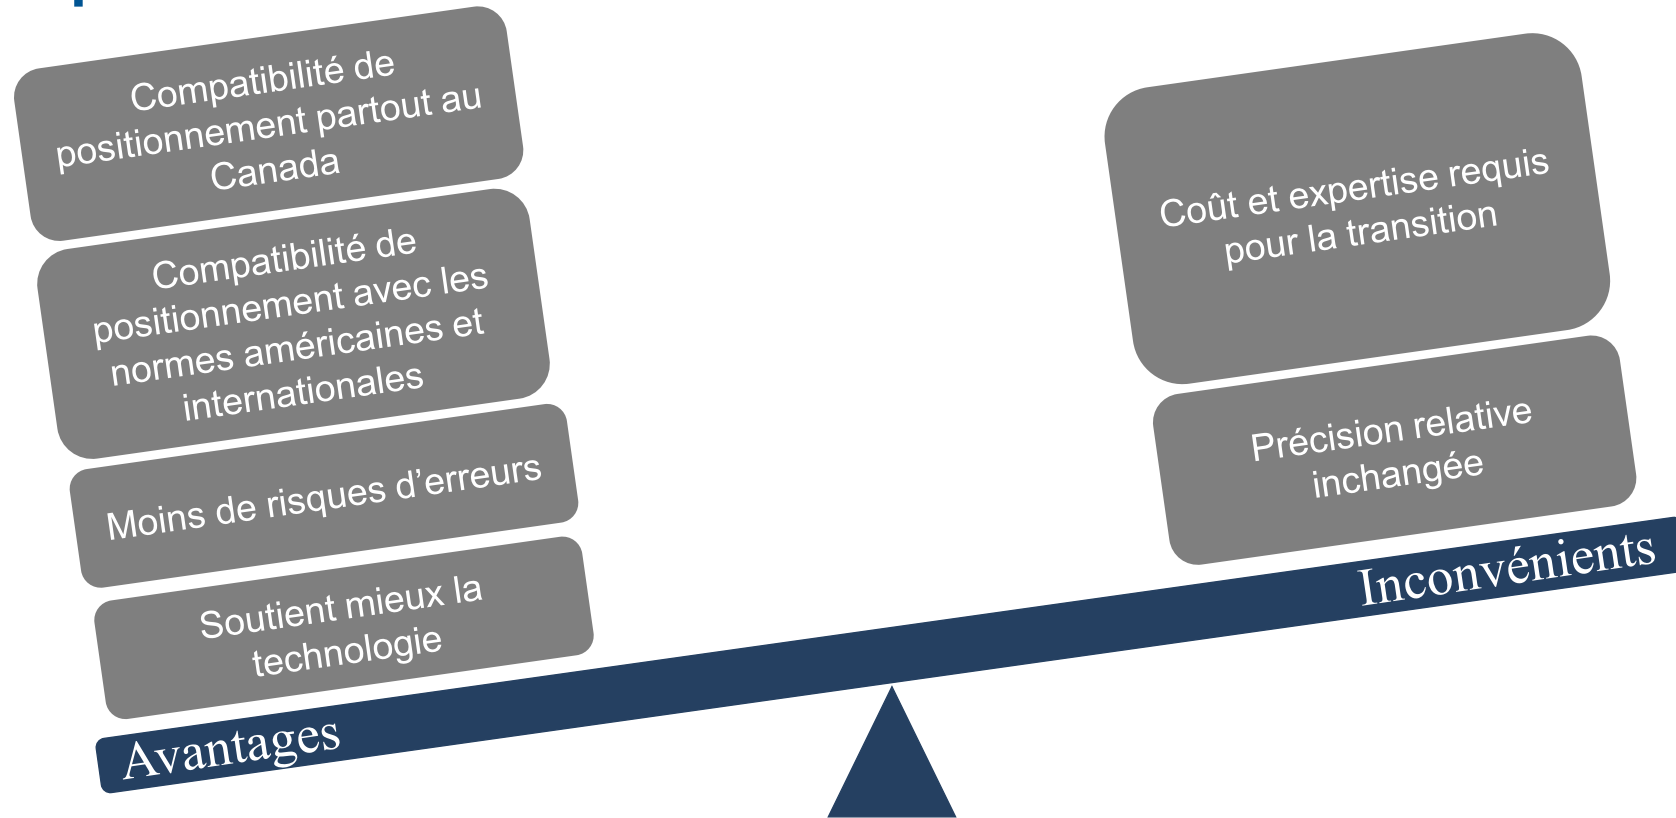 Compatibilité de
positionnement partout au
Canada
Compatibilité de
positionnement avec les
normes américaines et
internationales
Moins de risques d’erreurs
Soutient mieux la
technologie
Avantages
Coût et expertise requis
pour la transition
Précision relative
inchangée
Inconvénients